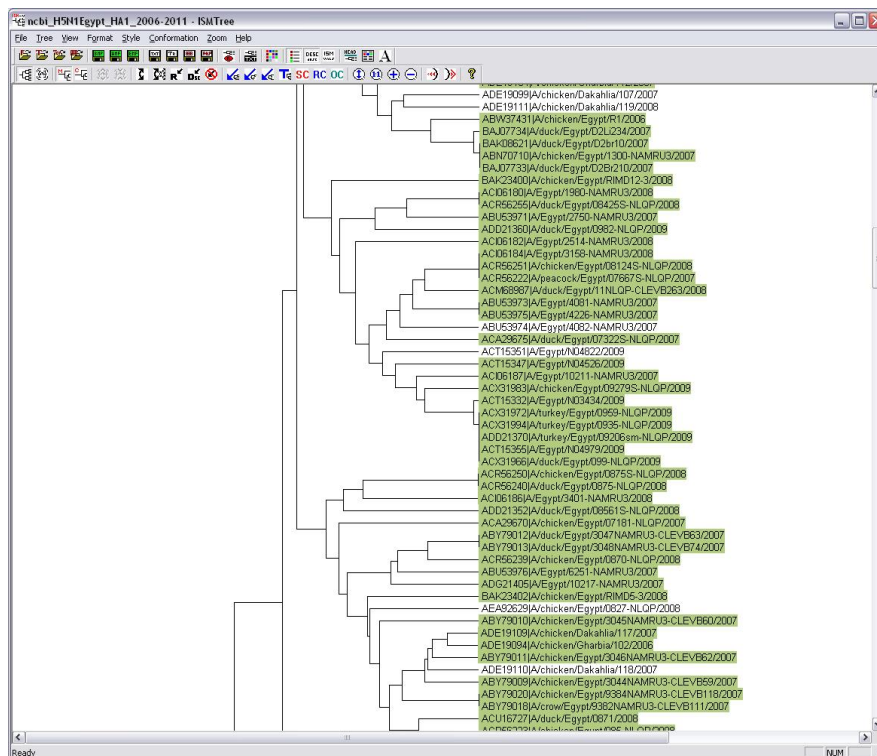 ncbi_H5N1Egypt_HA1_2006-2011 - ISMTree
File Tree View Format Style Conformation Zoom Help
SC RC OC
ADE19099|A/chicken/Dakahlia/107/2007
ADE19111|A/chicken/Dakahlia/119/2008
ABW37431|A/chicken/Egypt/R1/2006
BAJ07734|A/duck/Egypt/D2Li234/2007
BAK08621|A/duck/Egypt/D2br10/2007
ABN70710|A/chicken/Egypt/1300-NAMRU3/2007
BAJ07733|A/duck/Egypt/D2Br210/2007
BAK23400|A/chicken/Egypt/RIMD12-3/2008
ACI06180|A/Egypt/1980-NAMRU3/2008
ACR56255|A/duck/Egypt/08425S-NLQP/2008
ABU53971|A/Egypt/2750-NAMRU3/2007
ADD21360|A/duck/Egypt/0982-NLQP/2009
ACI06182|A/Egypt/2514-NAMRU3/2008
ACI06184|A/Egypt/3158-NAMRU3/2008
ACR56251|A/chicken/Egypt/08124S-NLQP/2008
ACR56222|A/peacock/Egypt/07667S-NLQP/2007
ACM68987|A/duck/Egypt/11NLQP-CLEVB263/2008
ABU53973|A/Egypt/4081-NAMRU3/2007
ABU53975|A/Egypt/4226-NAMRU3/2007
ABU53974|A/Egypt/4082-NAMRU3/2007
ACA29675|A/duck/Egypt/07322S-NLQP/2007
ACT15351|A/Egypt/N04822/2009
ACT15347|A/Egypt/N04526/2009
ACI06187|A/Egypt/10211-NAMRU3/2007
ACX31983|A/chicken/Egypt/09279S-NLQP/2009
ACT15332|A/Egypt/N03434/2009
ACX31972|A/turkey/Egypt/0959-NLQP/2009
ACX31994|A/turkey/Egypt/0935-NLQP/2009
ADD21370|A/turkey/Egypt/09206sm-NLQP/2009
ACT15355|A/Egypt/N04979/2009
ACX31966|A/duck/Egypt/099-NLQP/2009
ACR56250|A/chicken/Egypt/0875S-NLQP/2008
ACR56240|A/duck/Egypt/0875-NLQP/2008
ACI06186|A/Egypt/3401-NAMRU3/2008
ADD21352|A/duck/Egypt/08561S-NLQP/2008
ACA29670|A/chicken/Egypt/07181-NLQP/2007
ABY79012|A/duck/Egypt/3047NAMRU3-CLEVB63/2007
ABY79013|A/duck/Egypt/3048NAMRU3-CLEVB74/2007
ACR56239|A/chicken/Egypt/0870-NLQP/2008
ABU53976|A/Egypt/6251-NAMRU3/2007
ADG21405|A/Egypt/10217-NAMRU3/2007
BAK23402|A/chicken/Egypt/RIMD5-3/2008
AEA92629|A/chicken/Egypt/0827-NLQP/2008
ABY79010|A/chicken/Egypt/3045NAMRU3-CLEVB60/2007
ADE19109|A/chicken/Dakahlia/117/2007
ADE19094|A/chicken/Gharbia/102/2006
ABY79011|A/chicken/Egypt/3046NAMRU3-CLEVB62/2007
ADE19110|A/chicken/Dakahlia/118/2007
ABY79009|A/chicken/Egypt/3044NAMRU3-CLEVB59/2007
ABY79020|A/chicken/Egypt/9384NAMRU3-CLEVB118/2007
ABY79018|A/crow/Egypt/9382NAMRU3-CLEVB111/2007
ACU16727|A/duck/Egypt/0871/2008
Ready NUM